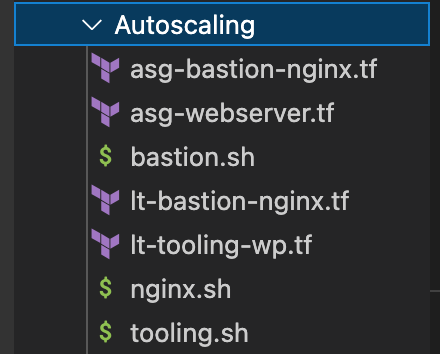 Autoscaling
asg-bastion-nginx.tf
asg-webserver.tf
$ bastion.sh
lt-bastion-nginx.tf
lt-tooling-wp.tf
$ nginx.sh
$ tooling.sh